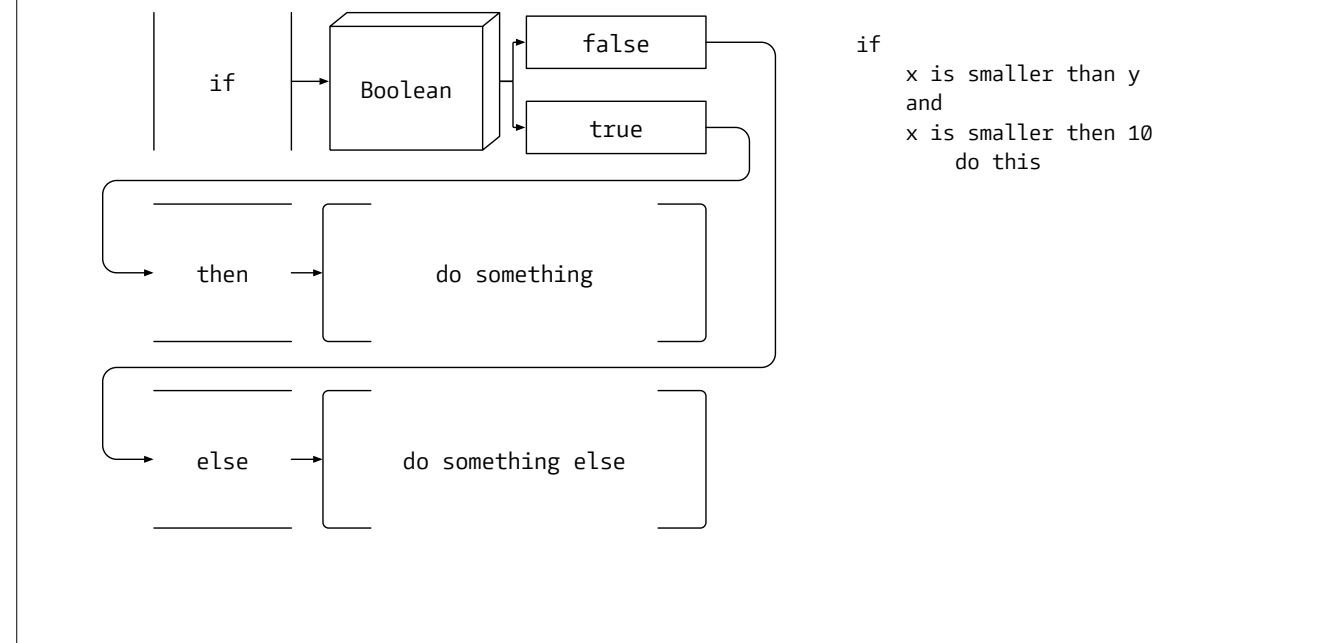 if
Boolean
false
true
then
do something
else
do something else
if
x is smaller than y
and
x is smaller then 10
do this